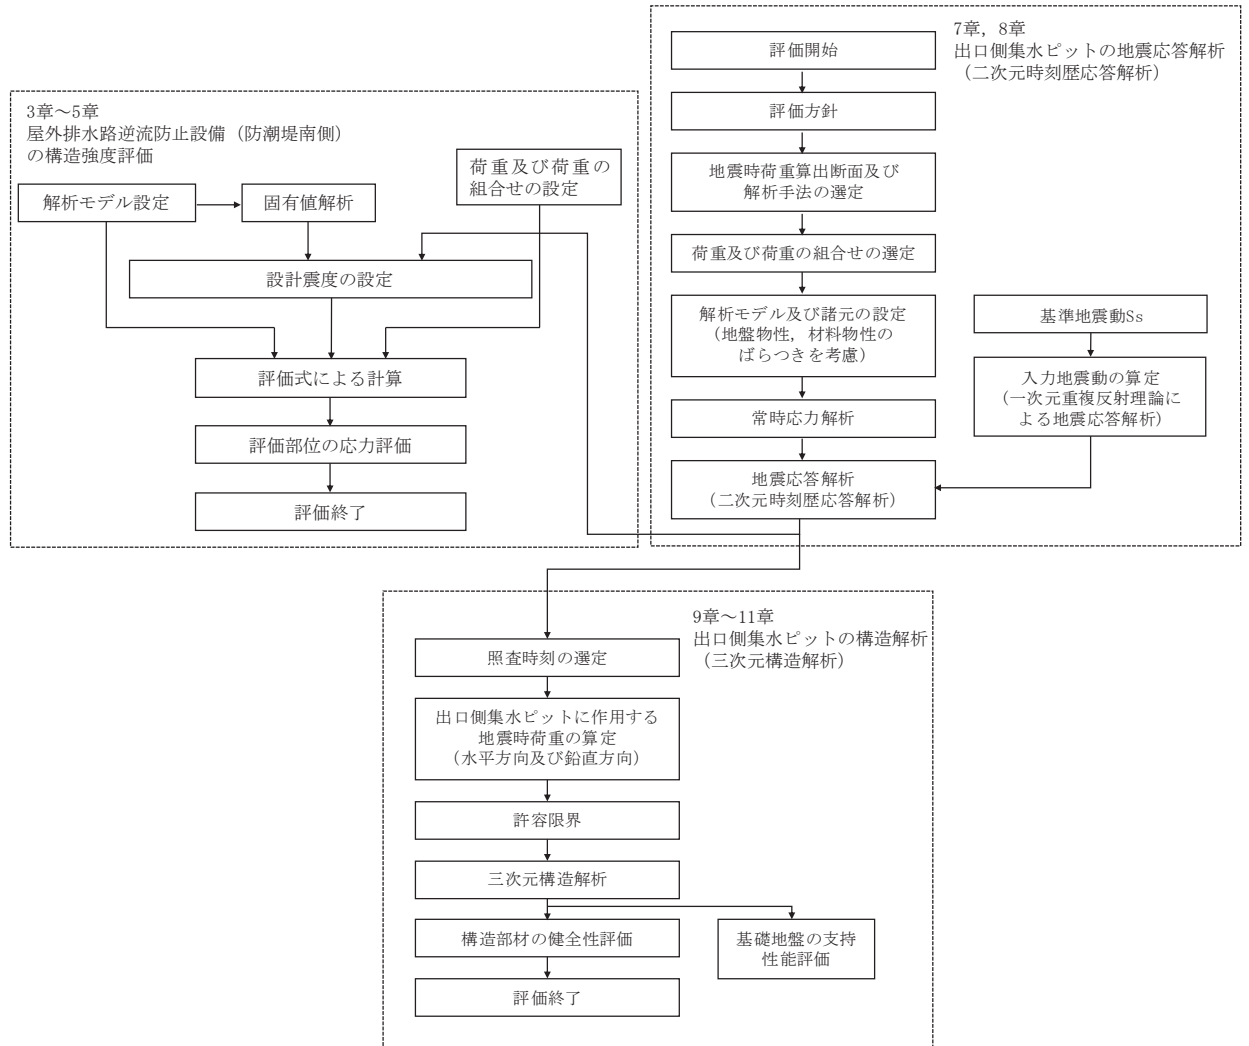 7章，8章
出口側集水ピットの地震応答解析
（二次元時刻歴応答解析）
評価開始
評価方針
地震時荷重算出断面及び
解析手法の選定
荷重及び荷重の組合せの選定
解析モデル及び諸元の設定
（地盤物性，材料物性の
ばらつきを考慮）
常時応力解析
地震応答解析
（二次元時刻歴応答解析）
基準地震動Ss
入力地震動の算定
（一次元重複反射理論に
よる地震応答解析）
3章～5章
屋外排水路逆流防止設備（防潮堤南側）
の構造強度評価
荷重及び荷重の
組合せの設定
解析モデル設定
固有値解析
設計震度の設定
評価式による計算
評価部位の応力評価
評価終了
9章～11章
出口側集水ピットの構造解析
（三次元構造解析）
照査時刻の選定
出口側集水ピットに作用する
地震時荷重の算定
（水平方向及び鉛直方向）
許容限界
三次元構造解析
構造部材の健全性評価
基礎地盤の支持
性能評価
評価終了